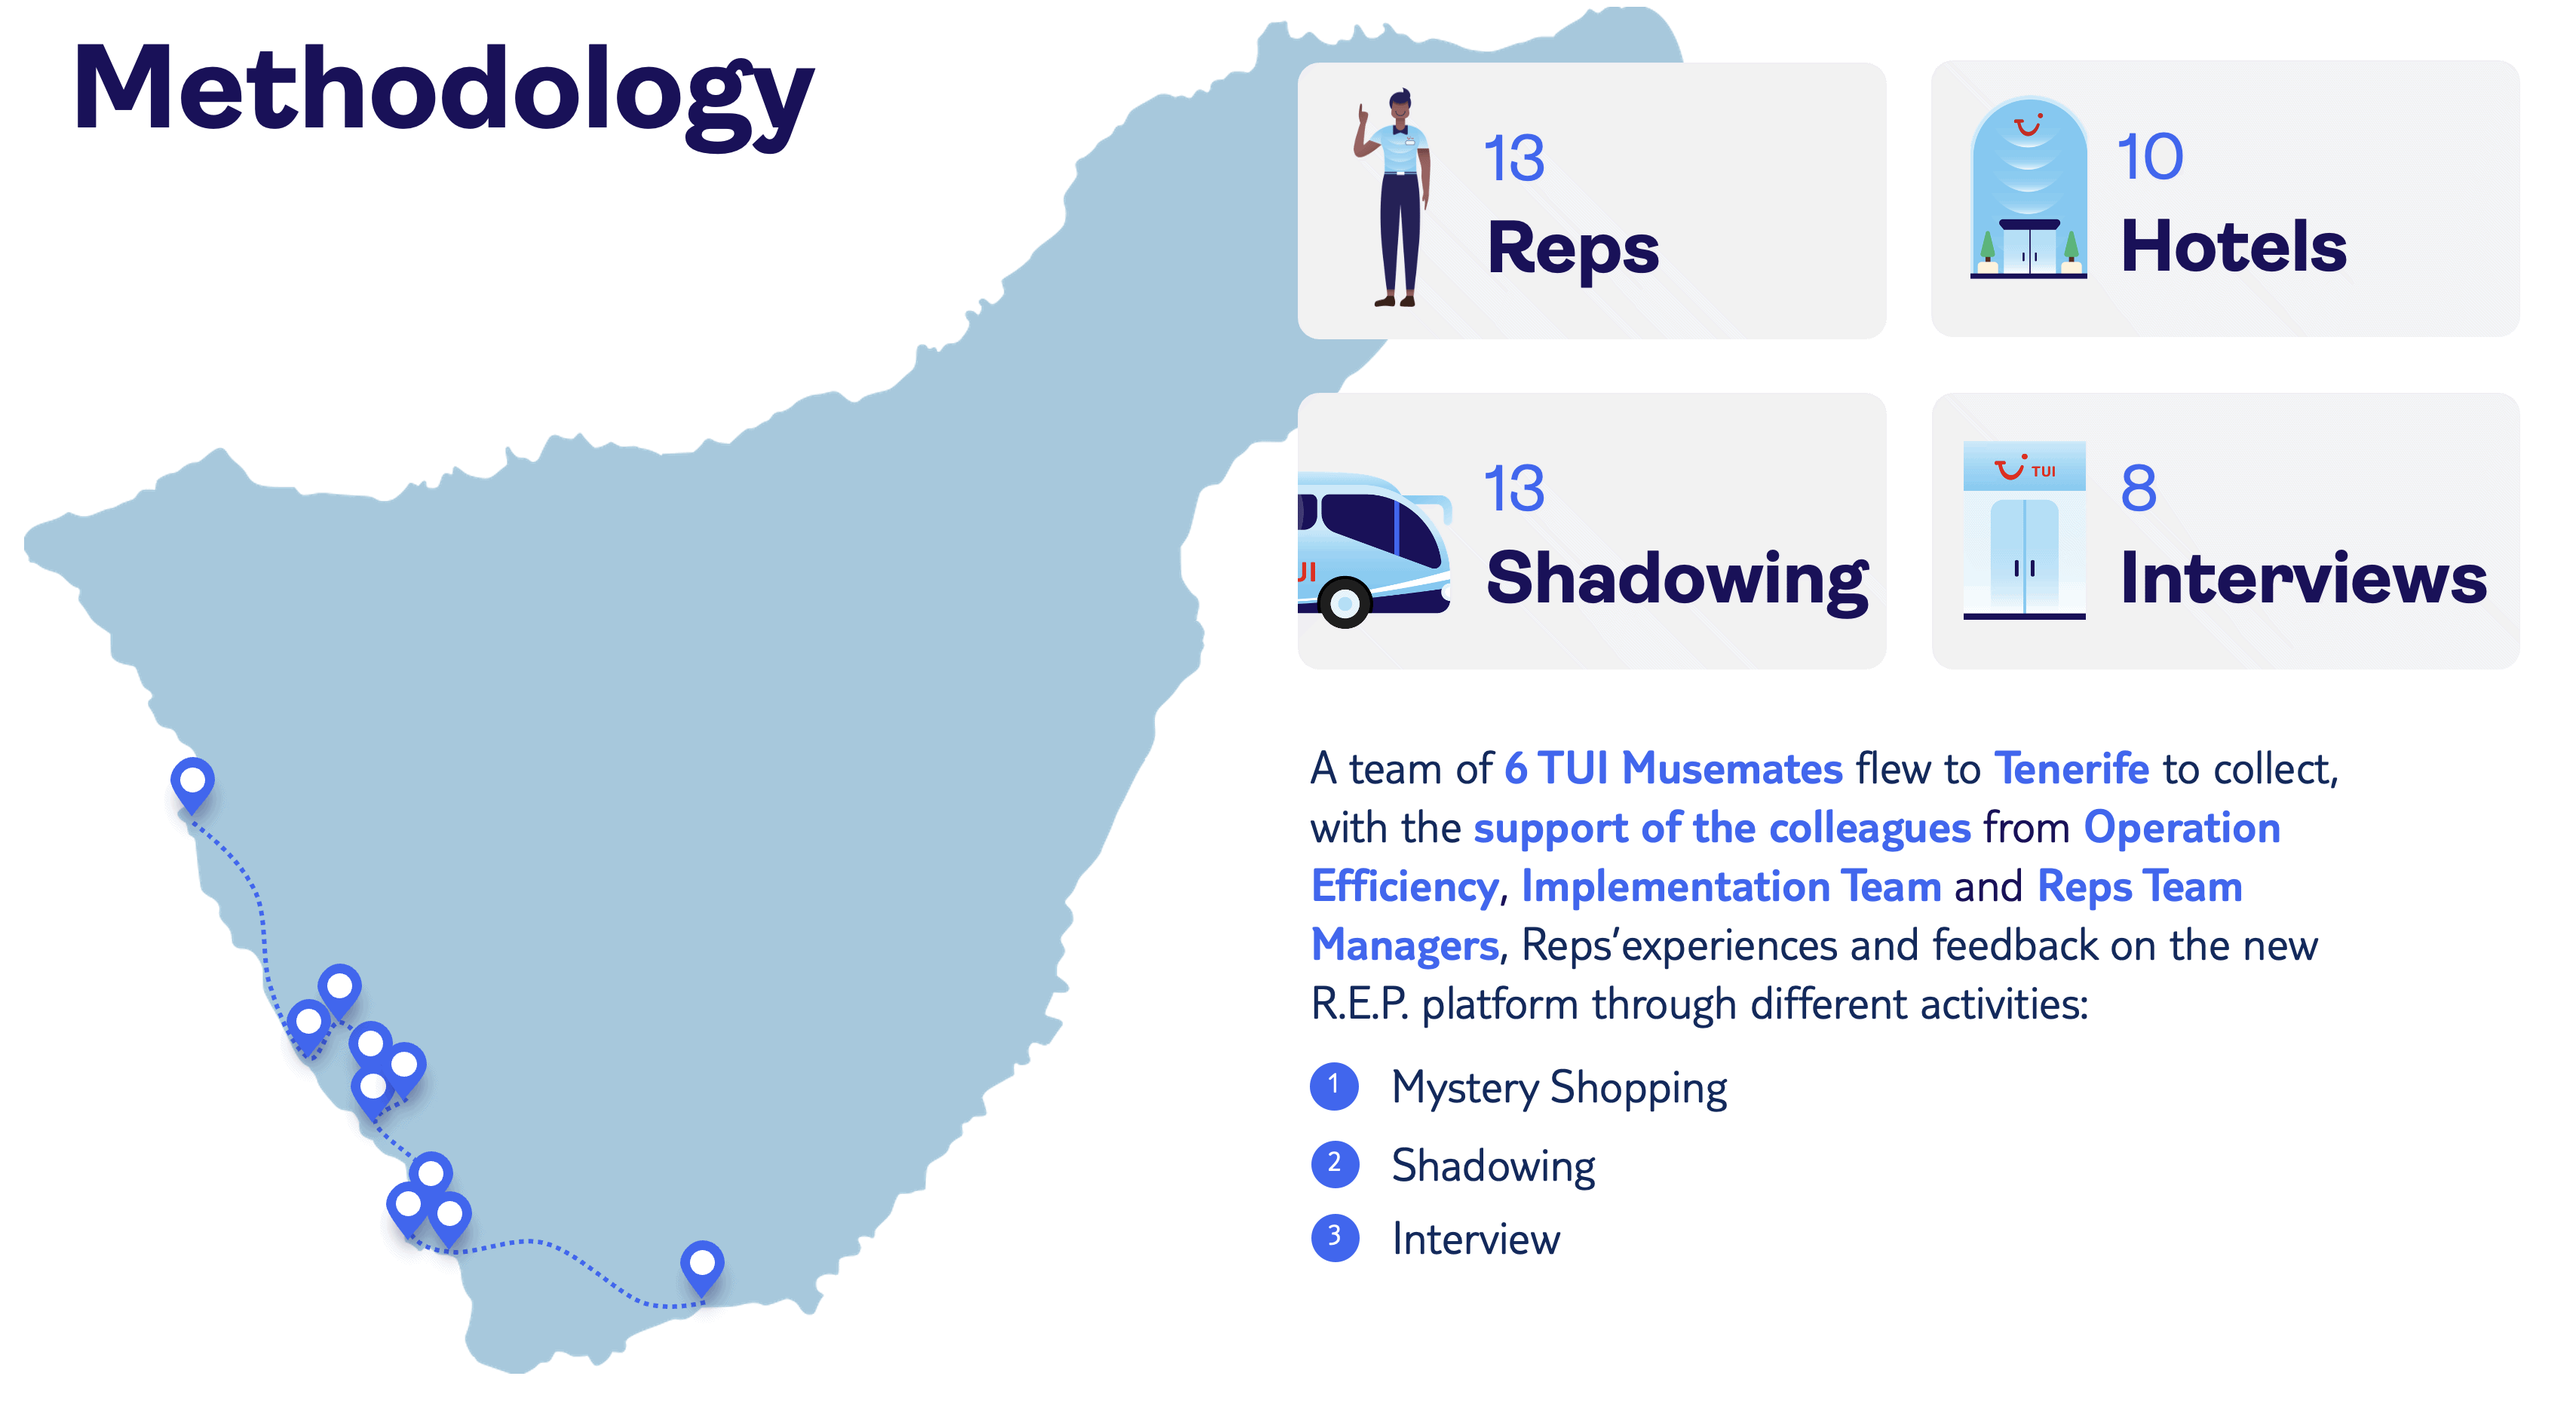 Methodology
13
Reps
10
Hotels
UI
13
Shadowing
TUI
8
Interviews
A team of 6 TUI Musemates flew to Tenerife to collect,
with the support of the colleagues from Operation
Efficiency, Implementation Team and Reps Team
Managers, Reps’experiences and feedback on the new
R.E.P. platform through different activities:
1 Mystery Shopping
2 Shadowing
3 Interview